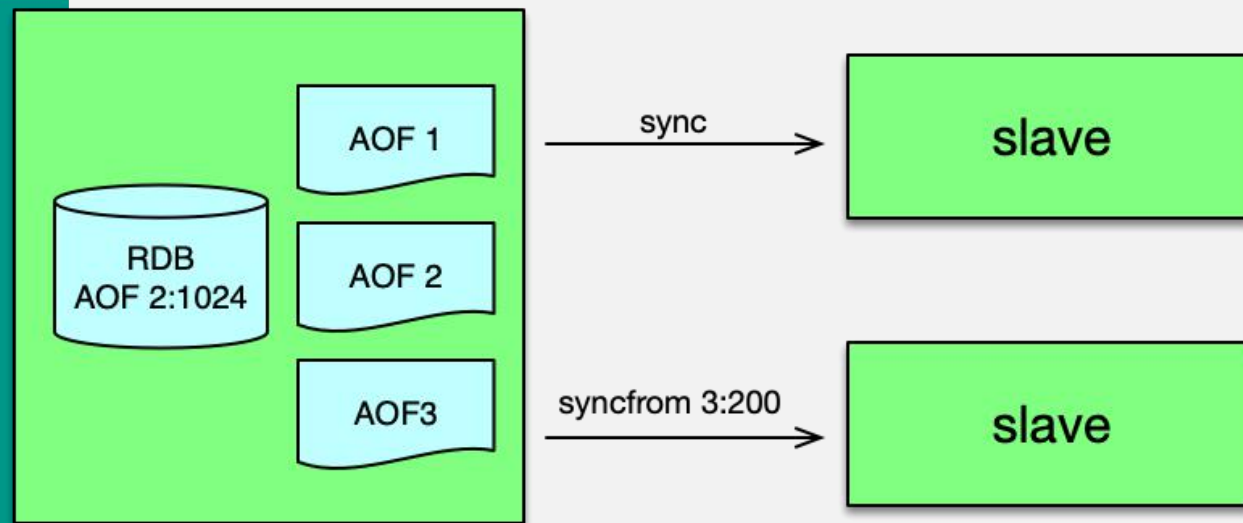 RDB
AOF 2:1024
AOF 1
AOF 2
AOF3
sync
syncfrom 3:200
slave
slave